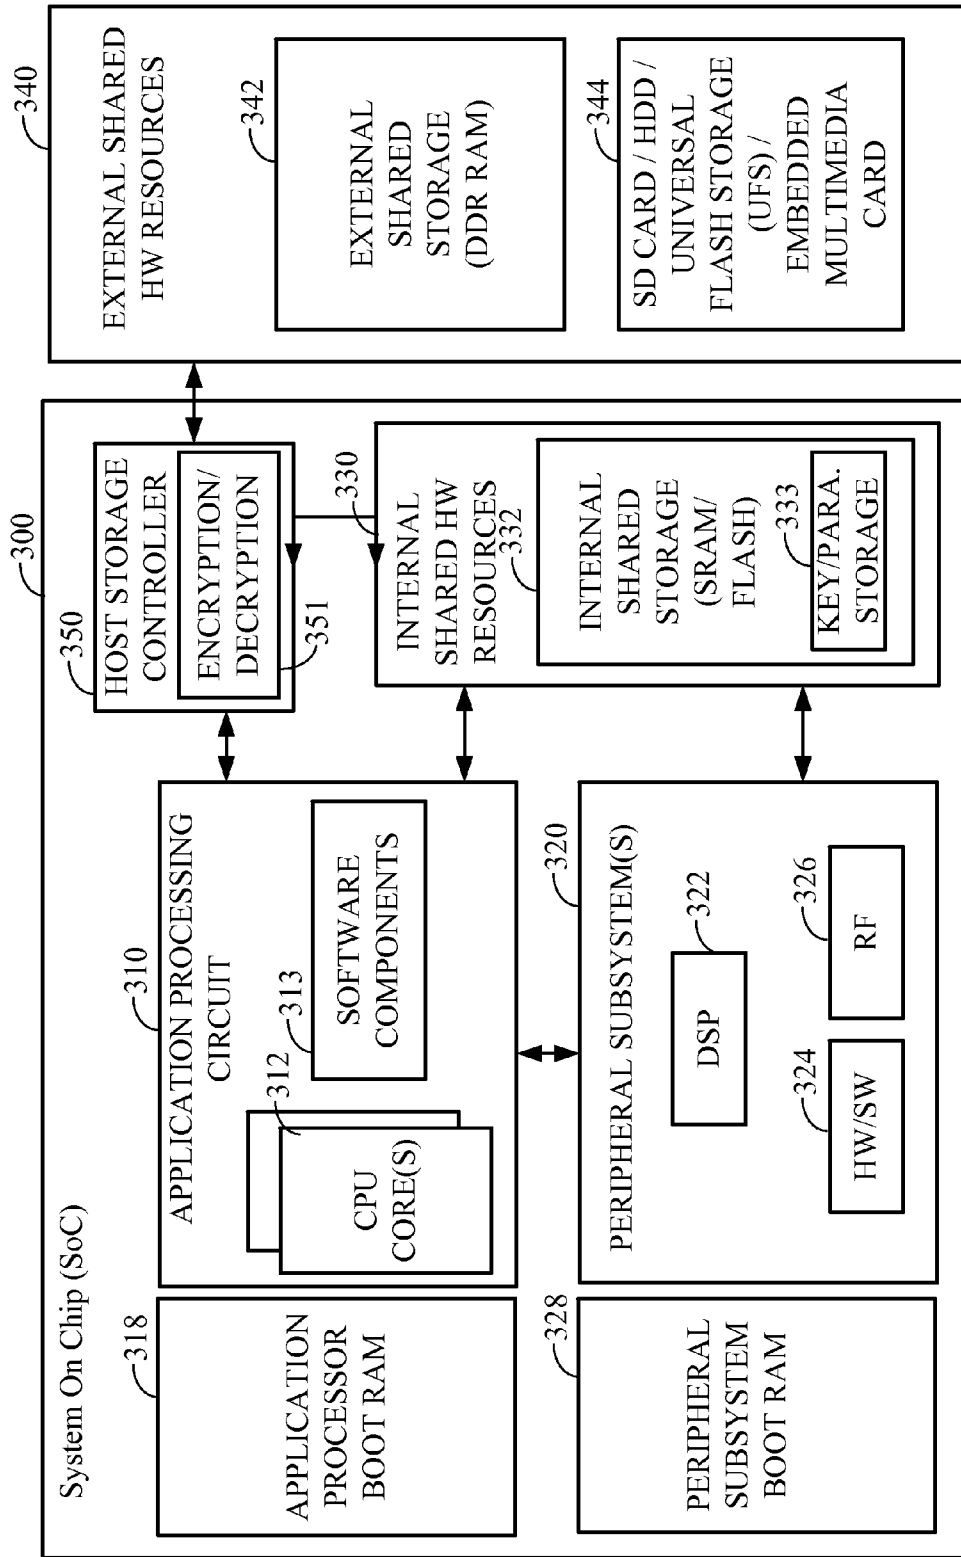 System On Chip (SoC)
300
318
APPLICATION
PROCESSOR
BOOT RAM
310
APPLICATION PROCESSING
CIRCUIT
312
CPU
CORE(S)
313
SOFTWARE
COMPONENTS
350
HOST STORAGE
CONTROLLER
ENCRYPTION/
DECRYPTION
351
330
INTERNAL
SHARED HW
RESOURCES
332
INTERNAL
SHARED
STORAGE
(SRAM/
FLASH)
333
KEY/PARA.
STORAGE
328
PERIPHERAL
SUBSYSTEM
BOOT RAM
320
PERIPHERAL SUBSYSTEM(S)
322
DSP
324
HW/SW
326
RF
340
EXTERNAL SHARED
HW RESOURCES
342
EXTERNAL
SHARED
STORAGE
(DDR RAM)
344
SD CARD / HDD /
UNIVERSAL
FLASH STORAGE
(UFS) /
EMBEDDED
MULTIMEDIA
CARD